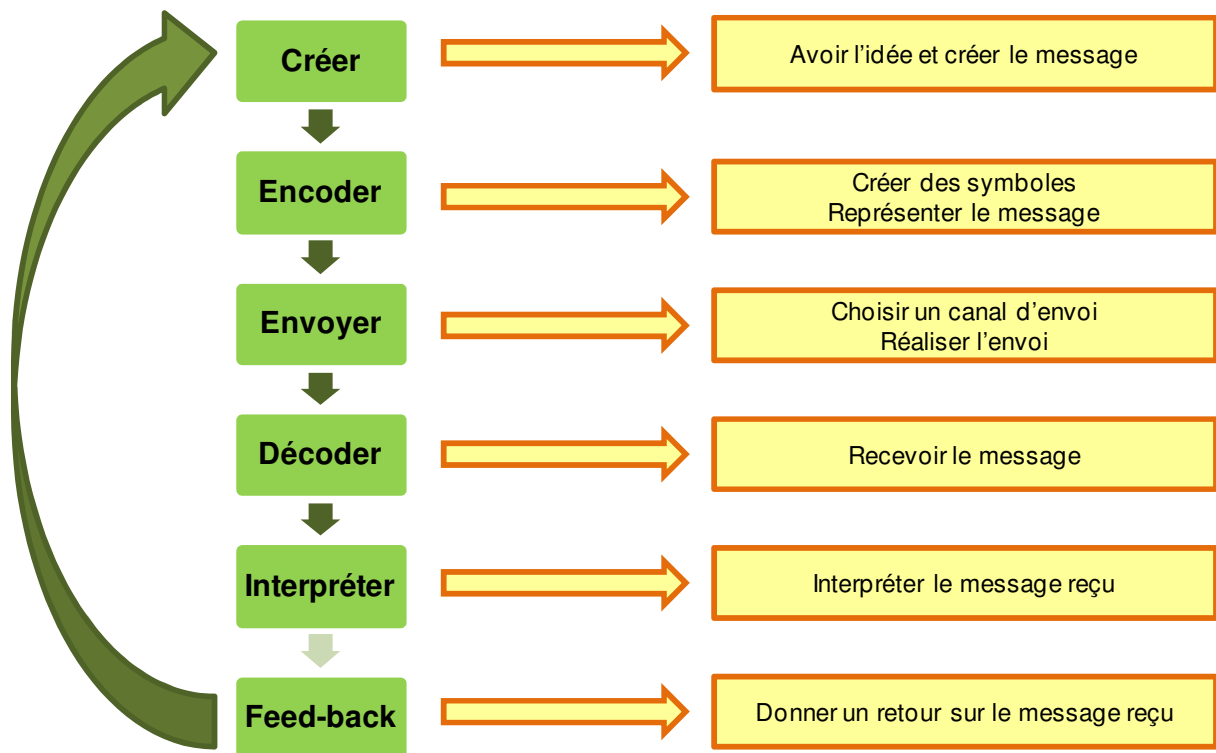 Créer
Avoir l'idée et créer le message
Encoder
Créer des symboles
Représenter le message
Envoyer
Choisir un canal d'envoi
Réaliser l'envoi
Décoder
Recevoir le message
Interpréter
Interpréter le message reçu
Feed-back
Donner un retour sur le message reçu